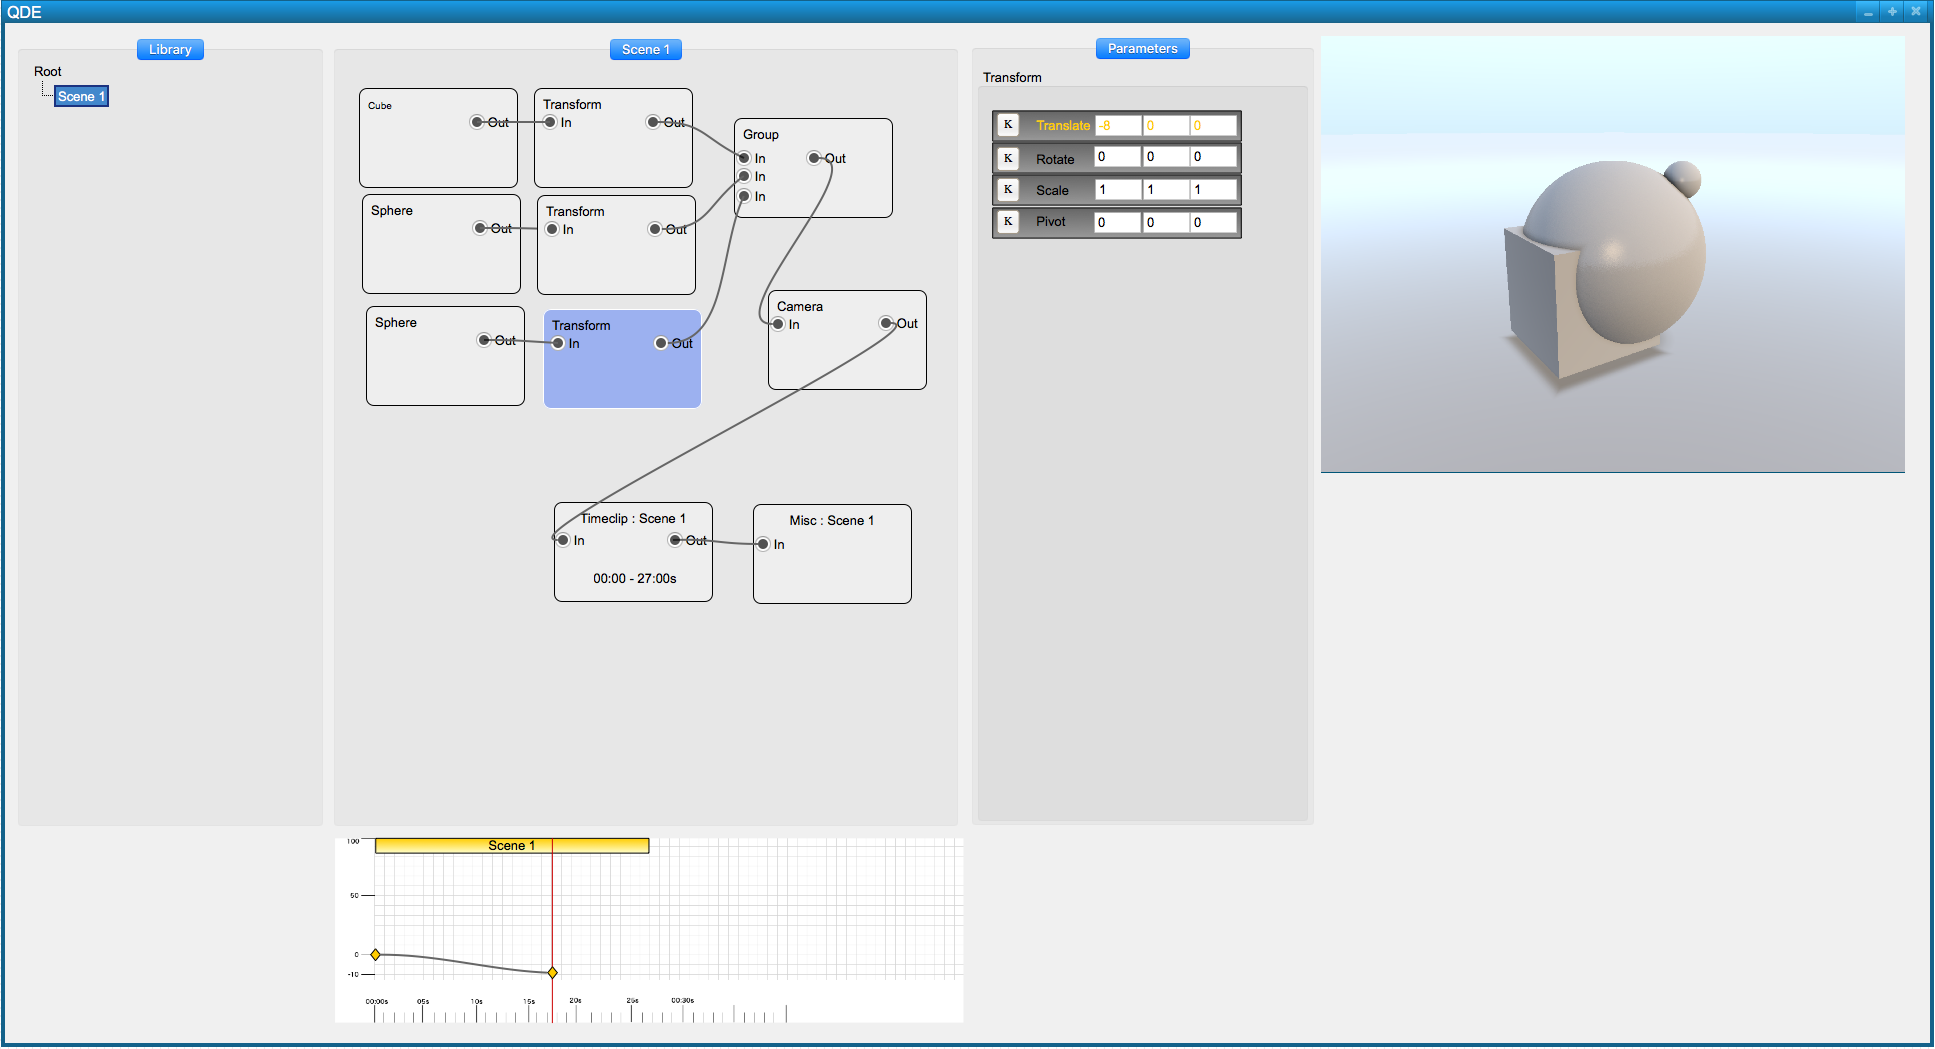 QDE
Library
Root
Scene 1
Scene 1
Cube
Out
Transform
In
Out
Group
In
Out
In
In
Sphere
Out
Transform
In
Out
Sphere
Out
Transform
In
Out
Camera
In
Out
Timeclip : Scene 1
In
Out
00:00 - 27:00s
Misc : Scene 1
In
Parameters
Transform
K Translate -8 0 0
K Rotate 0 0 0
K Scale 1 1 1
K Pivot 0 0 0
100
Scene 1
50
0
-10
00:00s 05s 10s 15s 20s 25s 00:30s